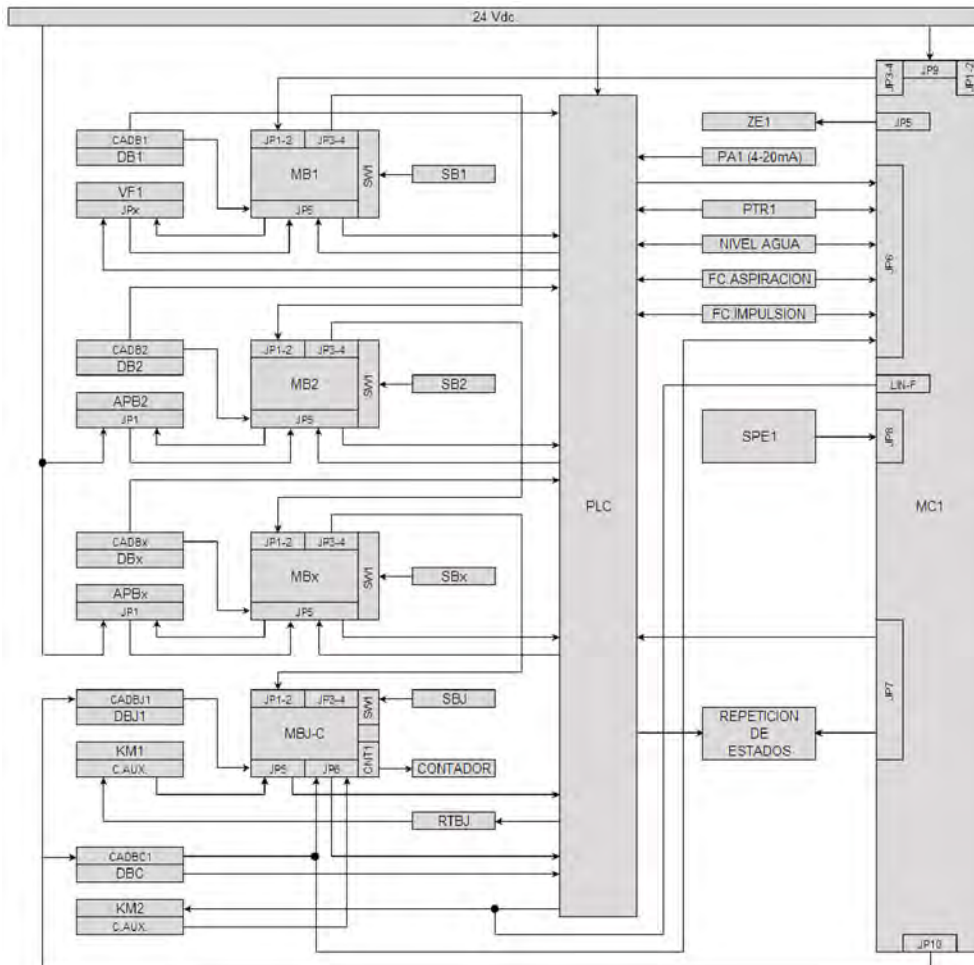 24 Vdc.
JP3-4 JP9 JP1-2
CADB1
DB1
VF1
JPx
JP1-2 JP3-4
MB1
SW1
JP5
SB1
ZE1
JP5
PA1 (4-20mA)
PTR1
NIVEL AGUA
FC.ASPIRACION
FC.IMPULSION
JP6
CADB2
DB2
APB2
JP1
JP1-2 JP3-4
MB2
SW1
JP5
SB2
LIN-F
SPE1
JP8
PLC
MC1
CADBx
DBx
APBx
JP1
JP1-2 JP3-4
MBx
SW1
JP5
SBx
JP7
CADBJ1
DBJ1
KM1
C.AUX.
JP1-2 JP3-4
MBJ-C
SW1
CNT1
JP5 JP6
SBJ
CONTADOR
RTBJ
REPETICION
DE
ESTADOS
CADBC1
DBC
KM2
C.AUX.
JP10